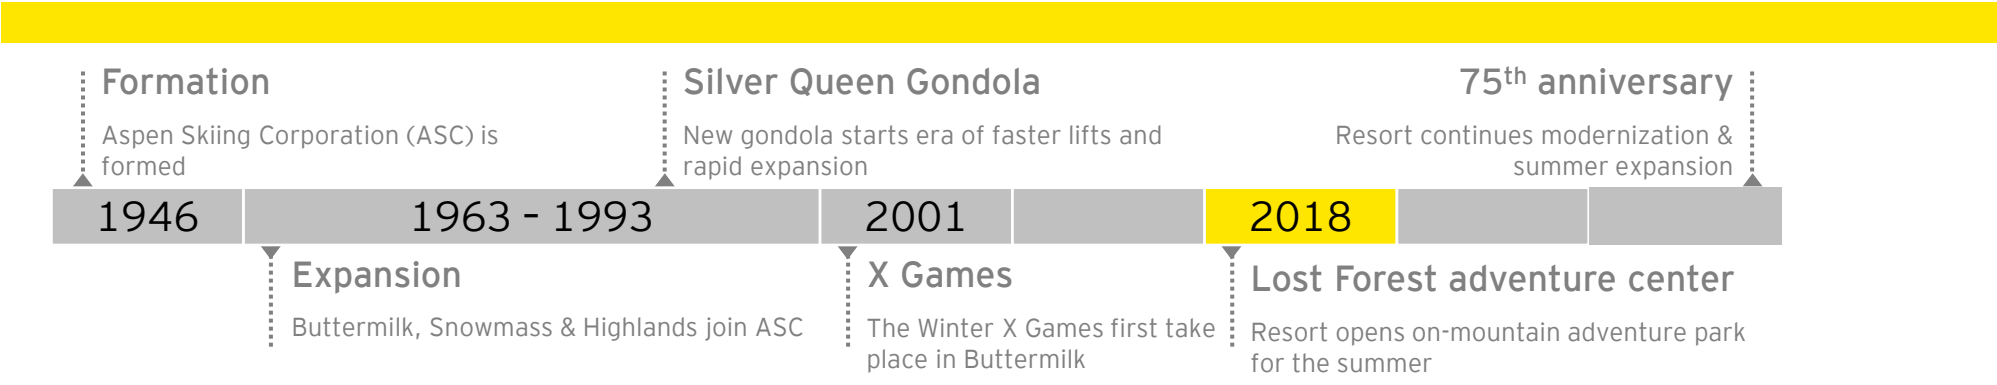 Formation
Aspen Skiing Corporation (ASC) is
formed
Silver Queen Gondola
New gondola starts era of faster lifts and
rapid expansion
75th anniversary
Resort continues modernization &
summer expansion
1946
1963 - 1993
2001
2018
Expansion
Buttermilk, Snowmass & Highlands join ASC
X Games
The Winter X Games first take
place in Buttermilk
Lost Forest adventure center
Resort opens on-mountain adventure park
for the summer